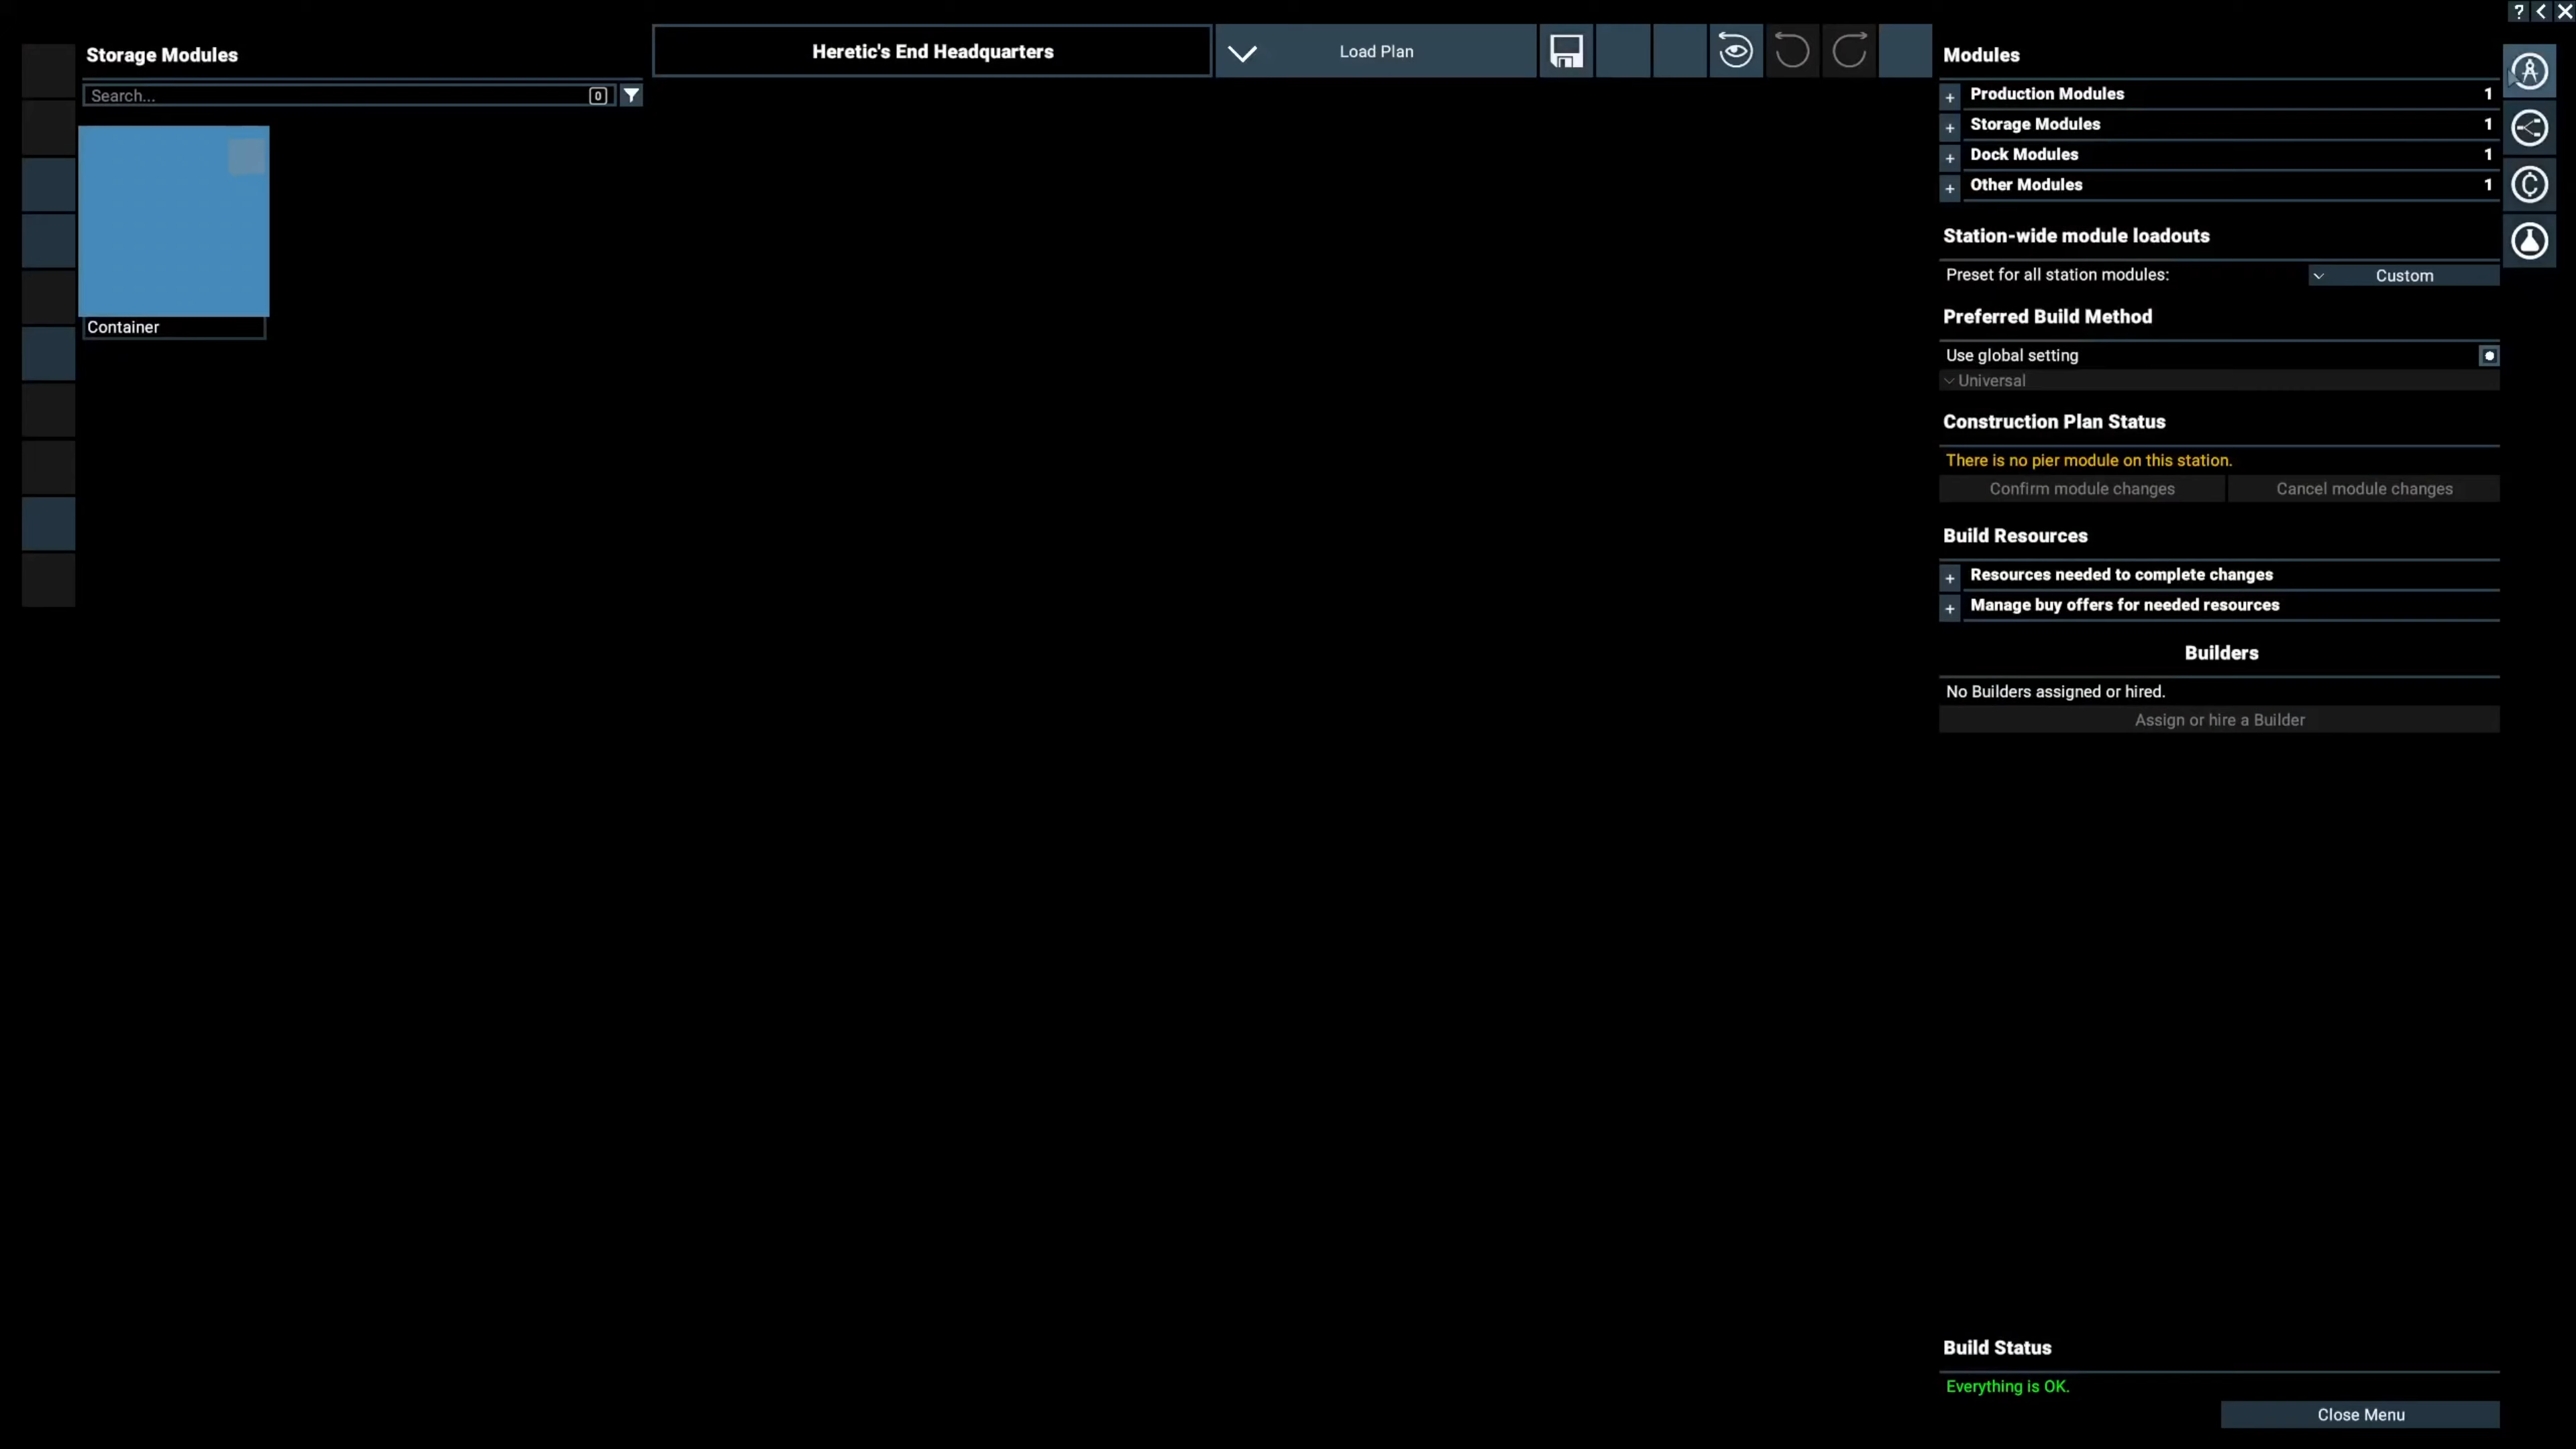 Storage Modules
Search...
0
Container
Heretic's End Headquarters
Load Plan
?
Modules
Production Modules 1
Storage Modules 1
Dock Modules 1
Other Modules 1
Station-wide module loadouts
Preset for all station modules: Custom
Preferred Build Method
Use global setting
Universal
Construction Plan Status
There is no pier module on this station.
Confirm module changes Cancel module changes
Build Resources
Resources needed to complete changes
Manage buy offers for needed resources
Builders
No Builders assigned or hired.
Assign or hire a Builder
Build Status
Everything is OK.
Close Menu